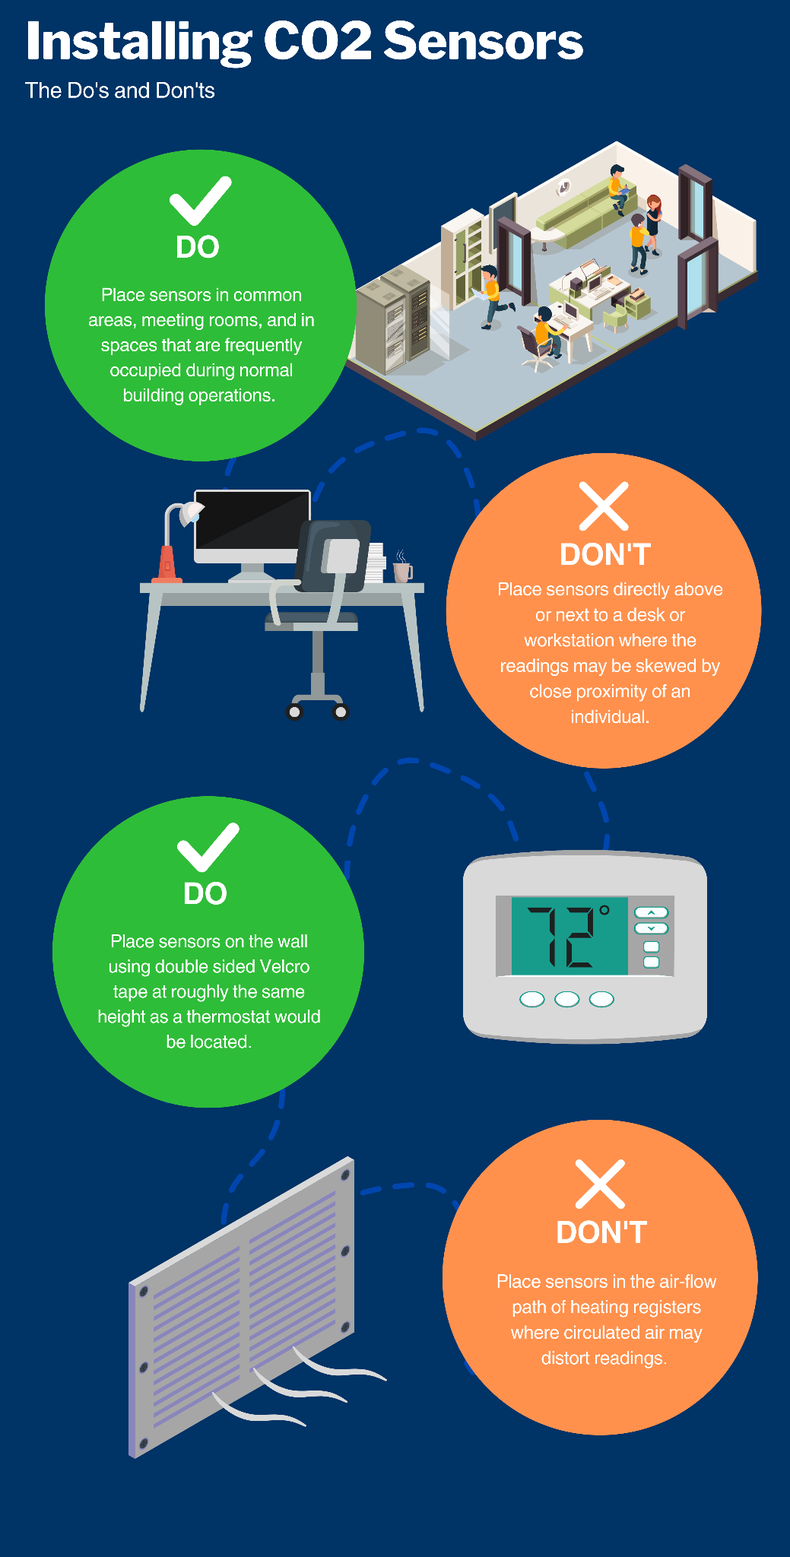 Installing CO2 Sensors
The Do's and Don'ts
DO
Place sensors in common
areas, meeting rooms, and in
spaces that are frequently
occupied during normal
building operations.
DON'T
Place sensors directly above
or next to a desk or
workstation where the
readings may be skewed by
close proximity of an
individual.
DO
Place sensors on the wall
using double sided Velcro
tape at roughly the same
height as a thermostat would
be located.
72°
DON'T
Place sensors in the air-flow
path of heating registers
where circulated air may
distort readings.